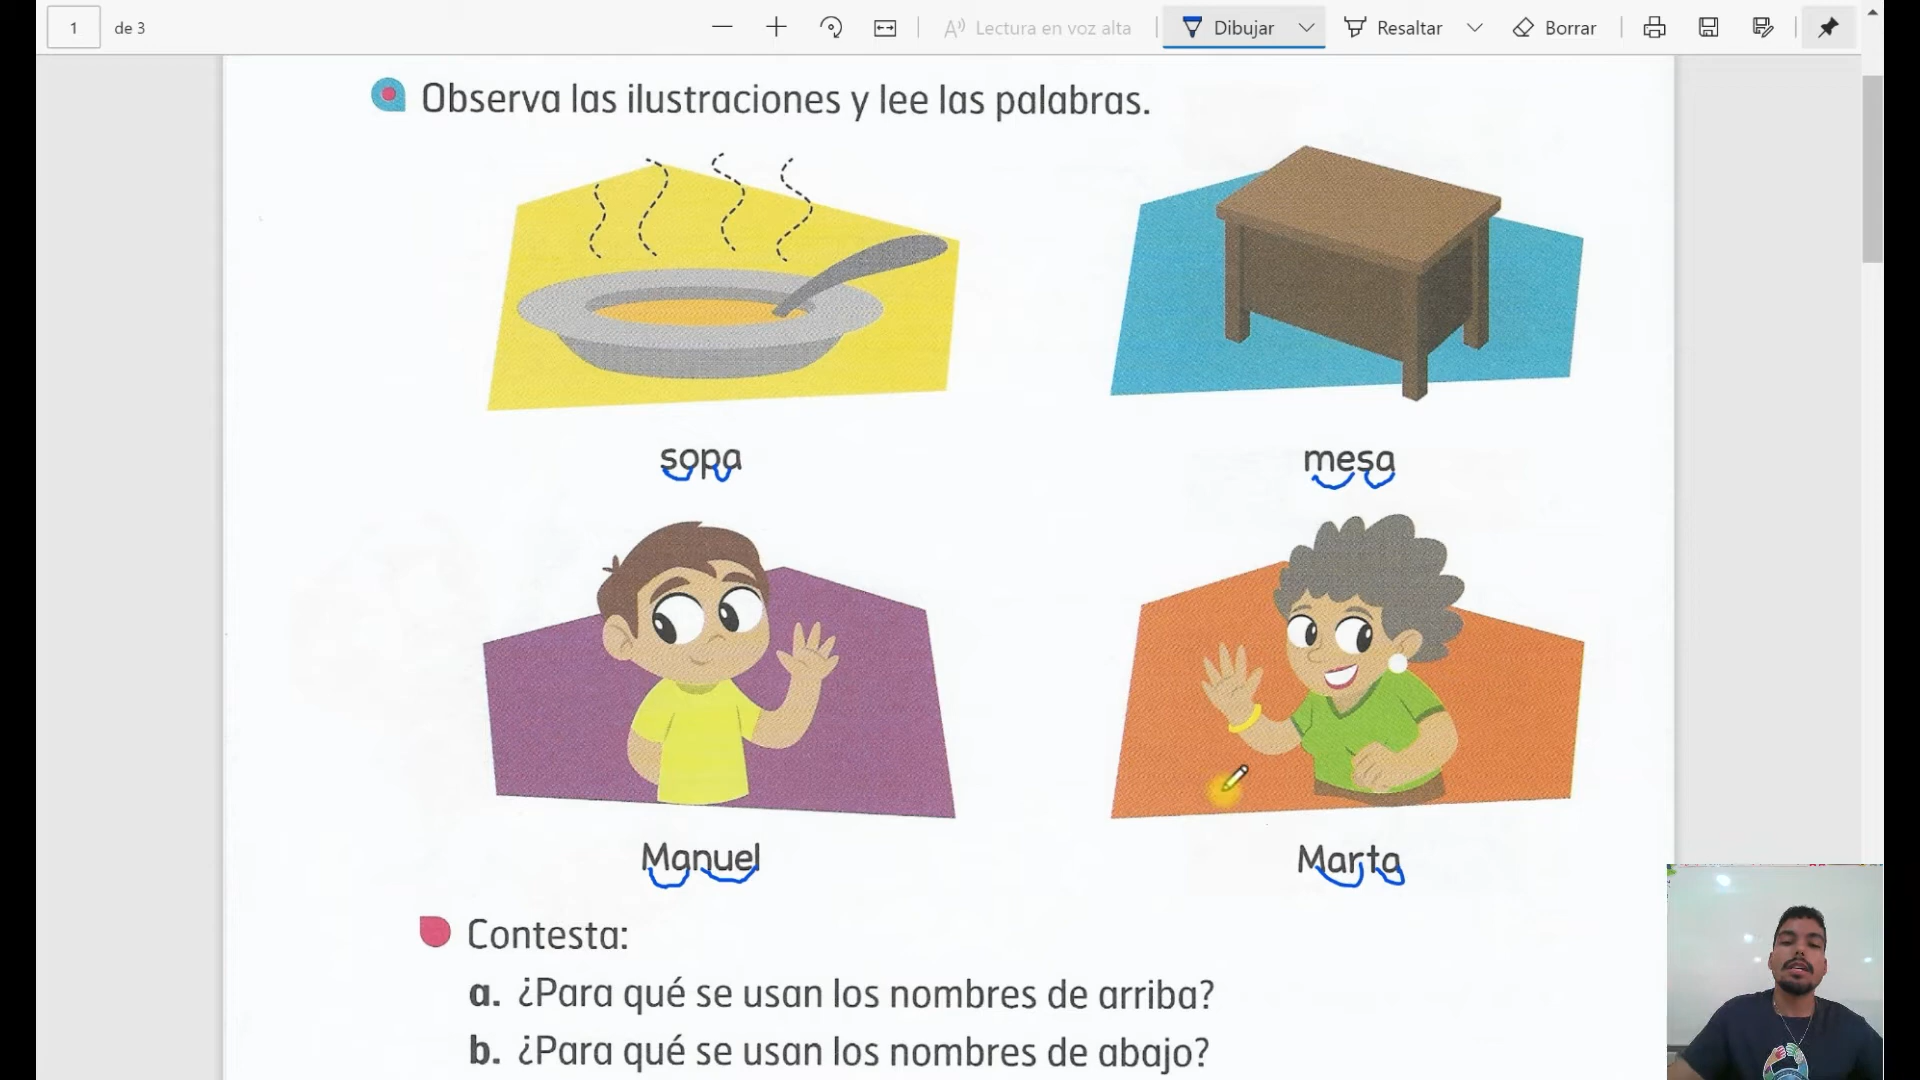 1 de 3 Lectura en voz alta Dibujar Resaltar Borrar
Observa las ilustraciones y lee las palabras.
sopa mesa
Manuel Marta
Contesta:
a. ¿Para qué se usan los nombres de arriba?
b. ¿Para qué se usan los nombres de abajo?